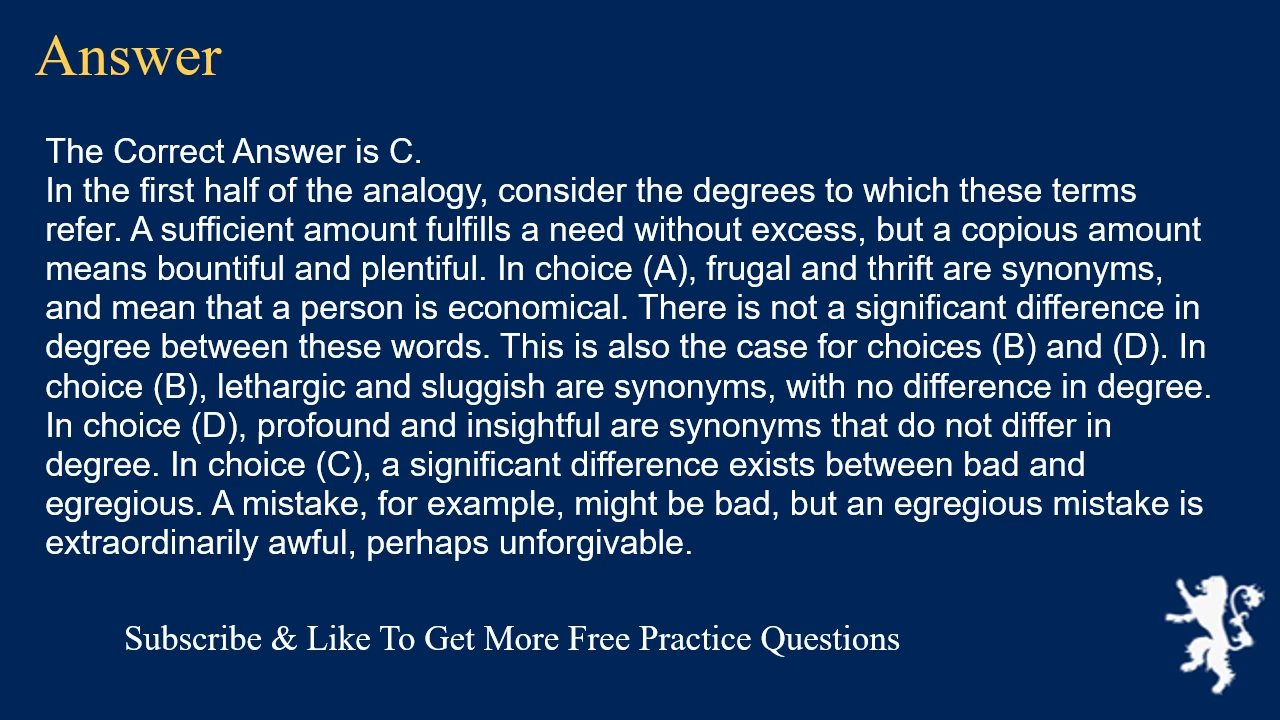 Answer
The Correct Answer is C.
In the first half of the analogy, consider the degrees to which these terms
refer. A sufficient amount fulfills a need without excess, but a copious amount
means bountiful and plentiful. In choice (A), frugal and thrift are synonyms,
and mean that a person is economical. There is not a significant difference in
degree between these words. This is also the case for choices (B) and (D). In
choice (B), lethargic and sluggish are synonyms, with no difference in degree.
In choice (D), profound and insightful are synonyms that do not differ in
degree. In choice (C), a significant difference exists between bad and
egregious. A mistake, for example, might be bad, but an egregious mistake is
extraordinarily awful, perhaps unforgivable.
Subscribe & Like To Get More Free Practice Questions